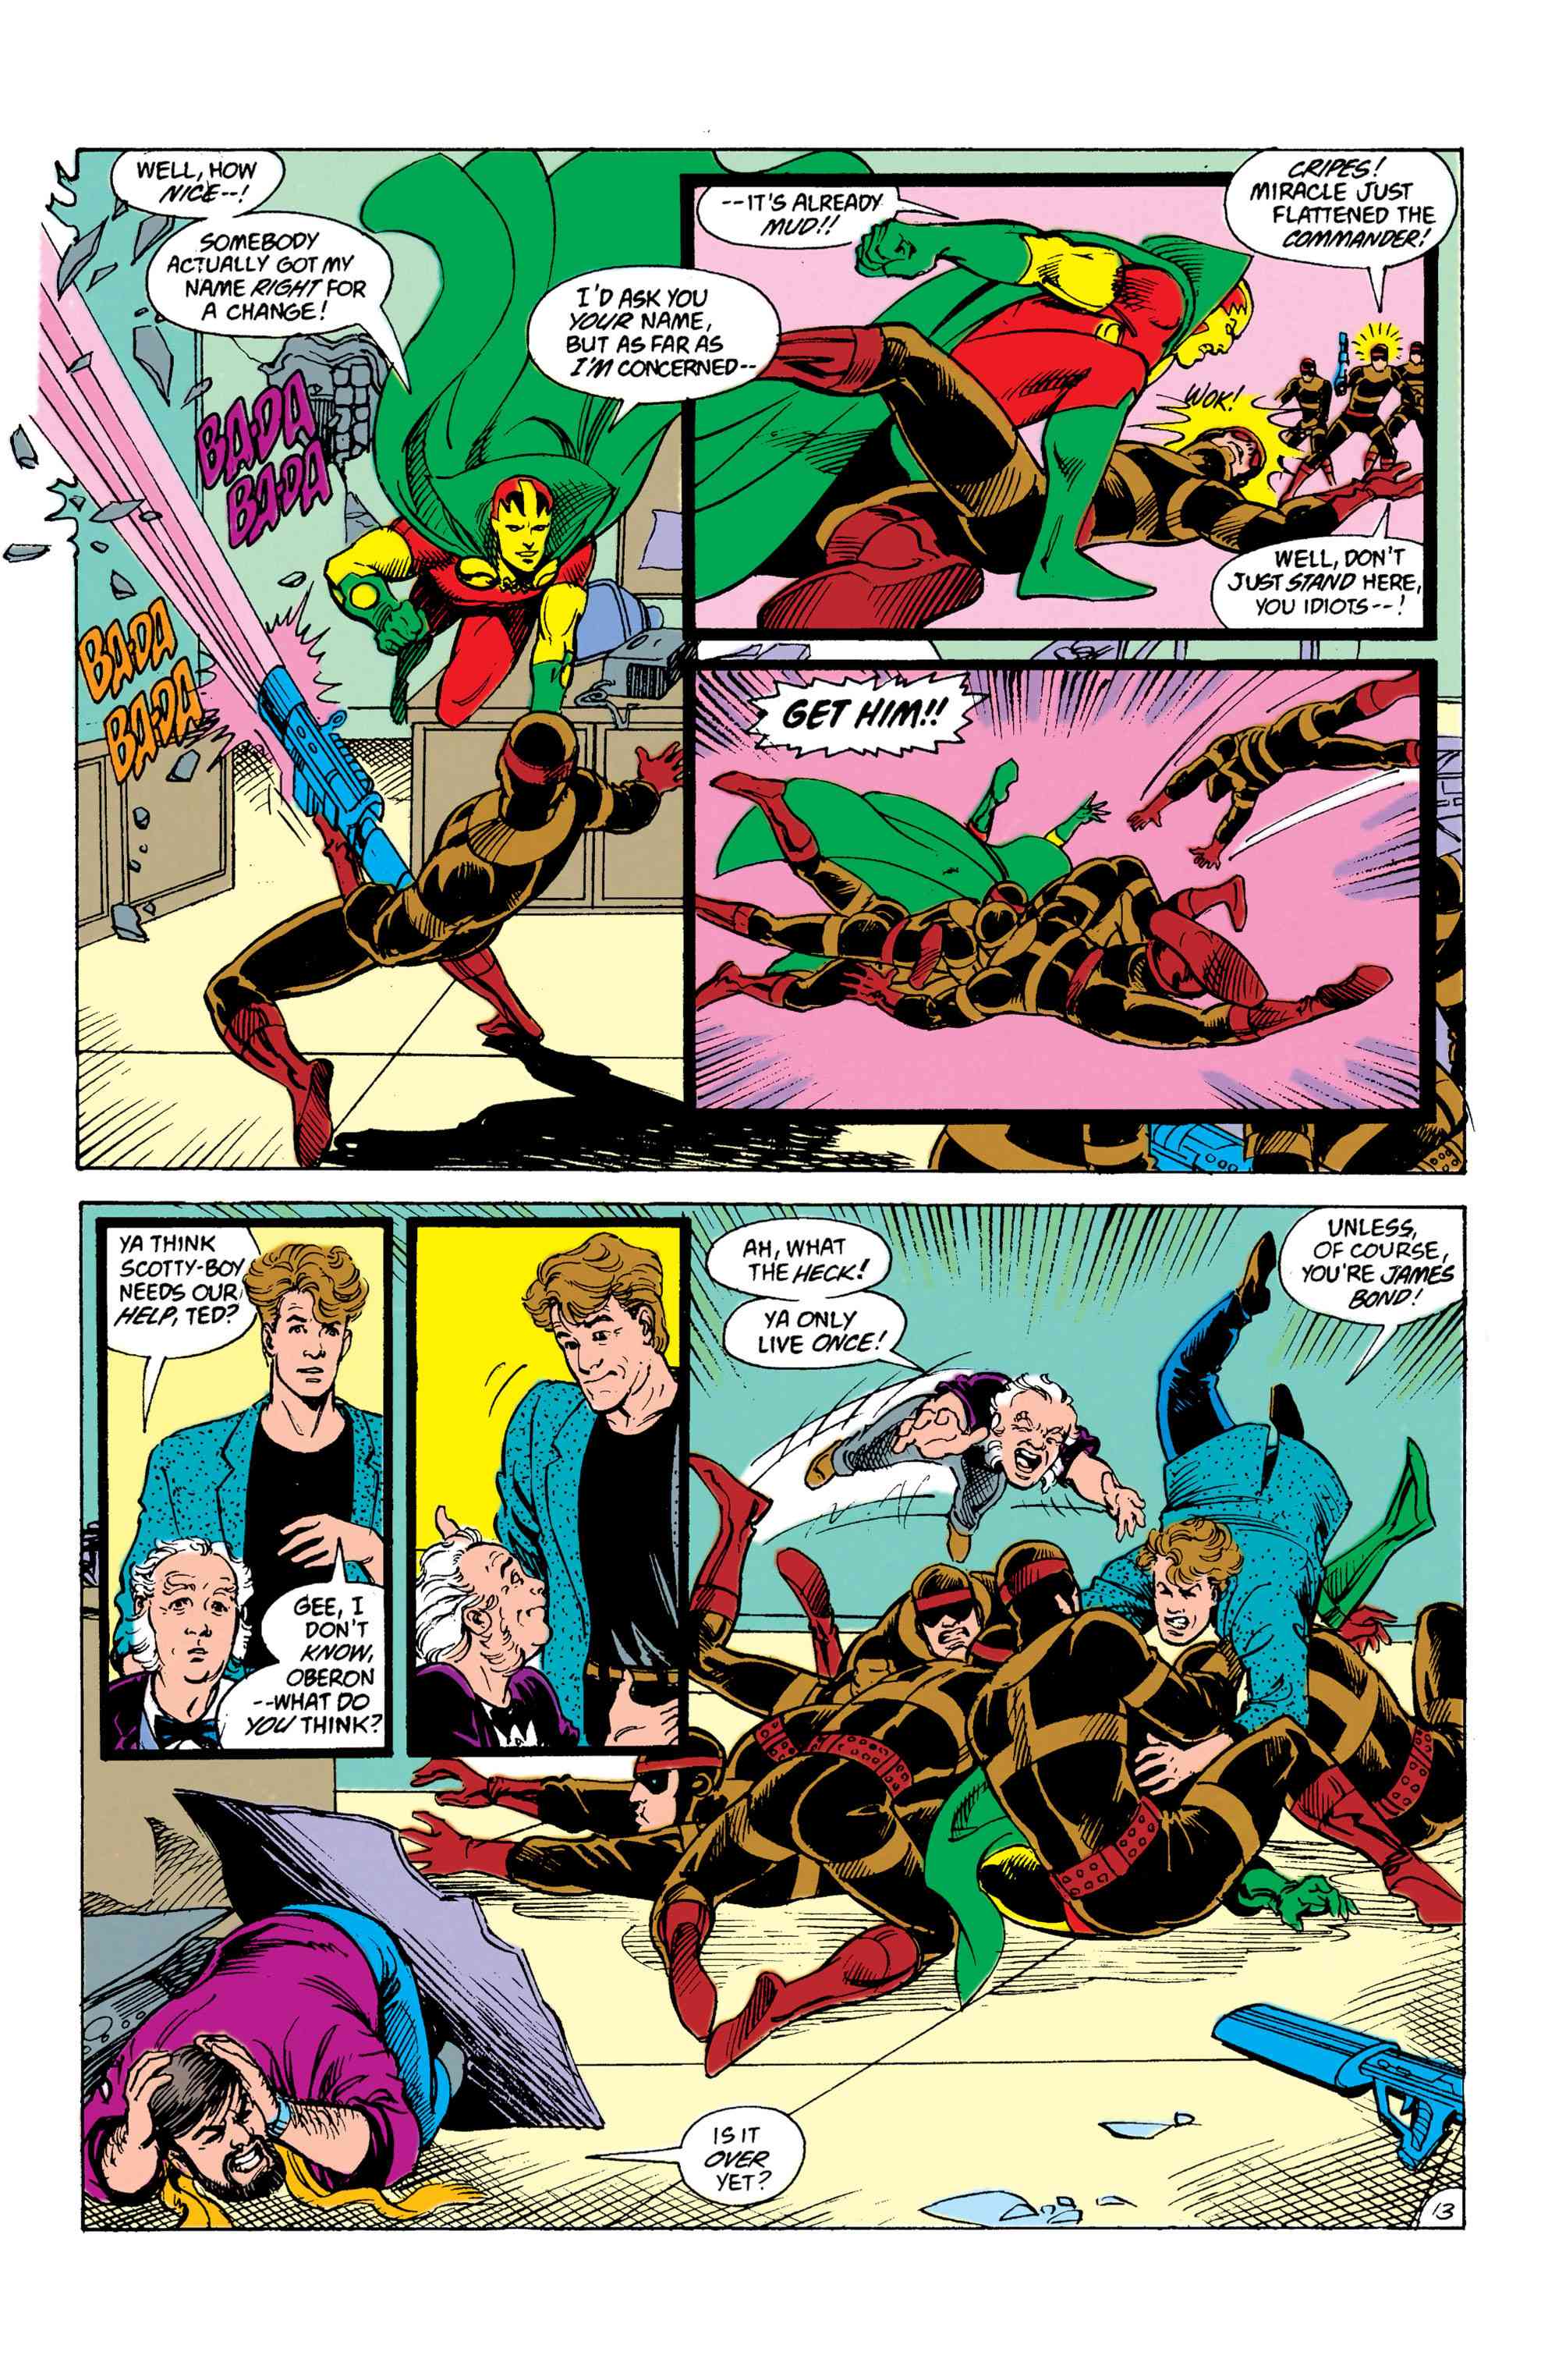 WELL, HOW
NICE--!
SOMEBODY
ACTUALLY GOT MY
NAME RIGHT FOR
A CHANGE!
I'D ASK YOU
YOUR NAME,
BUT AS FAR AS
I'M CONCERNED--
BA-DA
BA-DA
BA-DA
BA-DA
--IT'S ALREADY
MUD!!
CRIPES!
MIRACLE JUST
FLATTENED THE
COMMANDER!
WOK!
WELL, DON'T
JUST STAND HERE,
YOU IDIOTS--!
GET HIM!!
YA THINK
SCOTTY-BOY
NEEDS OUR
HELP, TED?
GEE, I
DON'T
KNOW,
OBERON
--WHAT DO
YOU THINK?
AH, WHAT
THE HECK!
YA ONLY
LIVE ONCE!
UNLESS,
OF COURSE,
YOU'RE JAMES
BOND!
IS IT
OVER
YET?
13